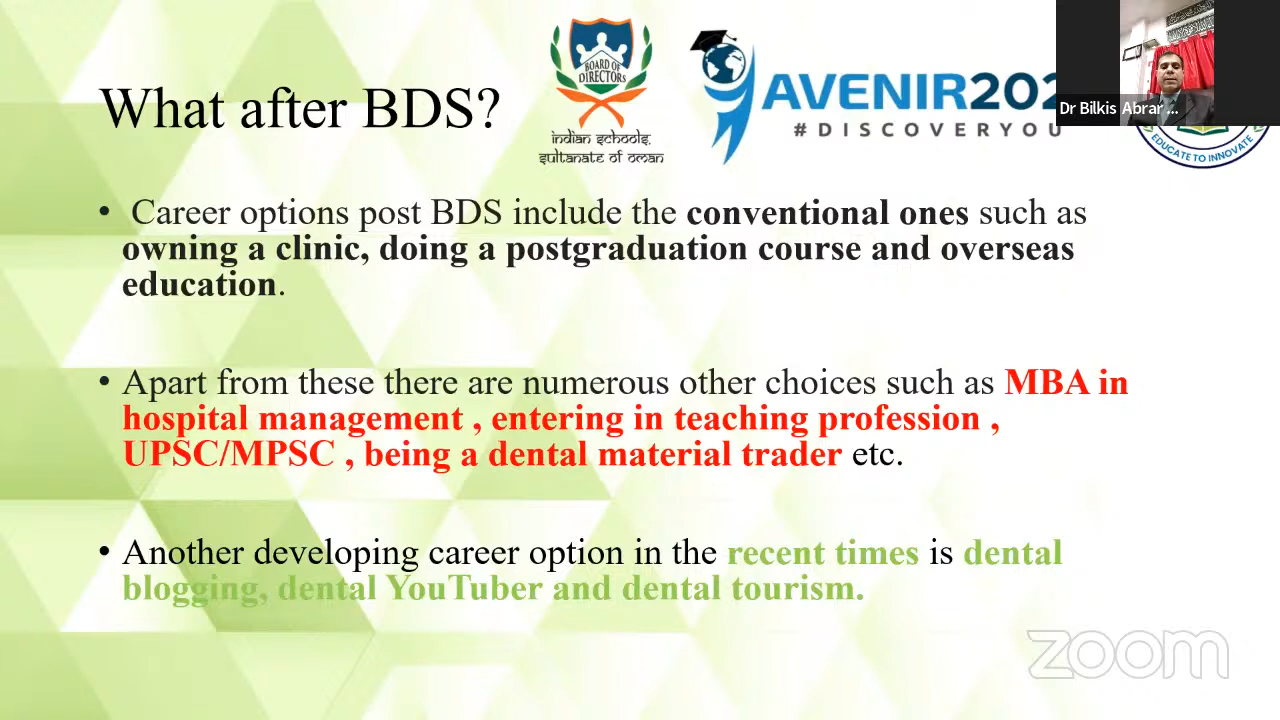 What after BDS?
BOARD OF
DIRECTORS
indian schools,
sultanate of oman
AVENIR202
#DISCOVERYOU
Dr Bilkis Abrar ...
EDUCATE TO INNOVATE
• Career options post BDS include the conventional ones such as
owning a clinic, doing a postgraduation course and overseas
education.
• Apart from these there are numerous other choices such as MBA in
hospital management , entering in teaching profession ,
UPSC/MPSC , being a dental material trader etc.
• Another developing career option in the recent times is dental
blogging, dental YouTuber and dental tourism.
zoom